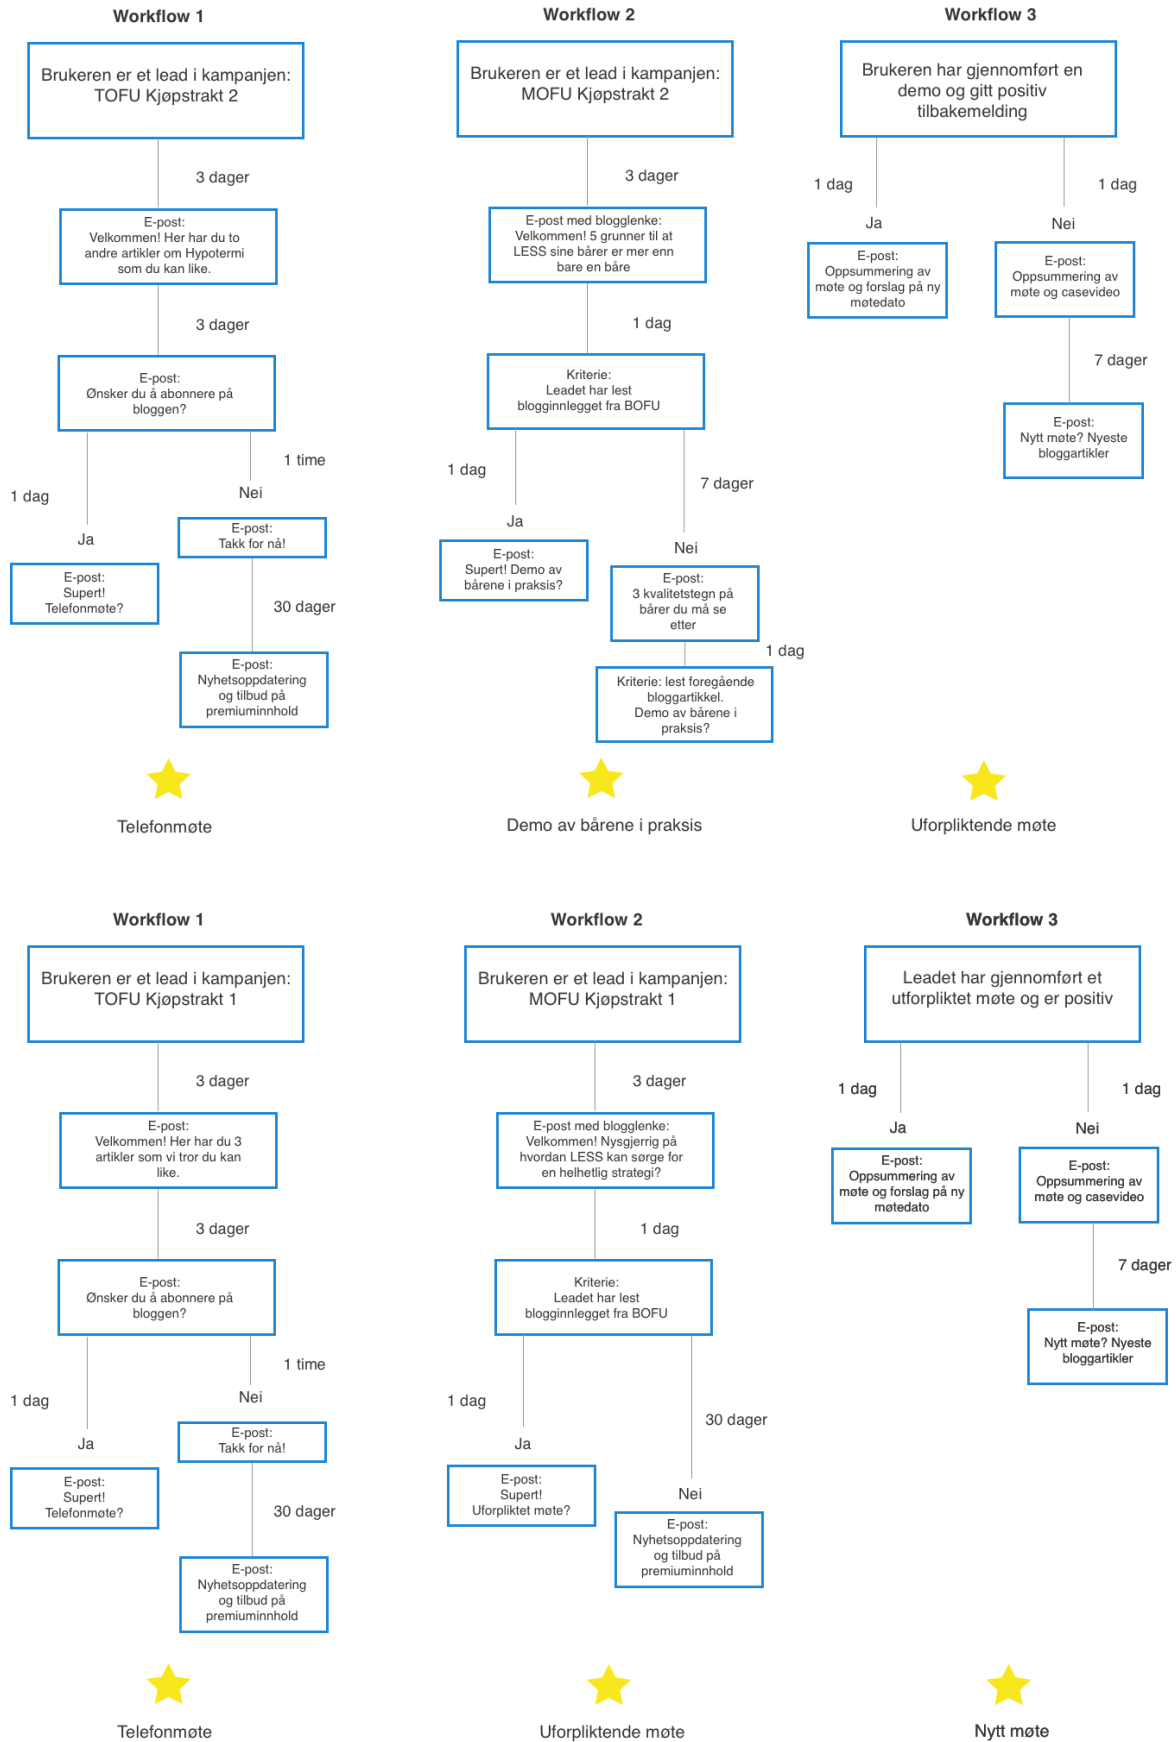 Workflow 1
Brukeren er et lead i kampanjen:
TOFU Kjøpstrakt 2
3 dager
E-post:
Velkommen! Her har du to
andre artikler om Hypotermi
som du kan like.
3 dager
E-post:
Ønsker du å abonnere på
bloggen?
1 dag
Ja
E-post:
Supert!
Telefonmøte?
1 time
Nei
E-post:
Takk for nå!
30 dager
E-post:
Nyhetsoppdatering
og tilbud på
premiuminnhold
Telefonmøte
Workflow 2
Brukeren er et lead i kampanjen:
MOFU Kjøpstrakt 2
3 dager
E-post med blogglenke:
Velkommen! 5 grunner til at
LESS sine bårer er mer enn
bare en båre
1 dag
Kriterie:
Leadet har lest
blogginnlegget fra BOFU
1 dag
Ja
E-post:
Supert! Demo av
bårene i praksis?
7 dager
Nei
E-post:
3 kvalitetstegn på
bårer du må se
etter
1 dag
Kriterie: lest foregående
bloggartikkel.
Demo av bårene i
praksis?
Demo av bårene i praksis
Workflow 3
Brukeren har gjennomført en
demo og gitt positiv
tilbakemelding
1 dag
Ja
E-post:
Oppsummering av
møte og forslag på ny
møtedato
1 dag
Nei
E-post:
Oppsummering av
møte og casevideo
7 dager
E-post:
Nytt møte? Nyeste
bloggartikler
Uforpliktende møte
Workflow 1
Brukeren er et lead i kampanjen:
TOFU Kjøpstrakt 1
3 dager
E-post:
Velkommen! Her har du 3
artikler som vi tror du kan
like.
3 dager
E-post:
Ønsker du å abonnere på
bloggen?
1 dag
Ja
E-post:
Supert!
Telefonmøte?
1 time
Nei
E-post:
Takk for nå!
30 dager
E-post:
Nyhetsoppdatering
og tilbud på
premiuminnhold
Telefonmøte
Workflow 2
Brukeren er et lead i kampanjen:
MOFU Kjøpstrakt 1
3 dager
E-post med blogglenke:
Velkommen! Nysgjerrig på
hvordan LESS kan sørge for
en helhetlig strategi?
1 dag
Kriterie:
Leadet har lest
blogginnlegget fra BOFU
1 dag
Ja
E-post:
Supert!
Uforpliktet møte?
30 dager
Nei
E-post:
Nyhetsoppdatering
og tilbud på
premiuminnhold
Uforpliktende møte
Workflow 3
Leadet har gjennomført et
utforpliktet møte og er positiv
1 dag
Ja
E-post:
Oppsummering av
møte og forslag på ny
møtedato
1 dag
Nei
E-post:
Oppsummering av
møte og casevideo
7 dager
E-post:
Nytt møte? Nyeste
bloggartikler
Nytt møte